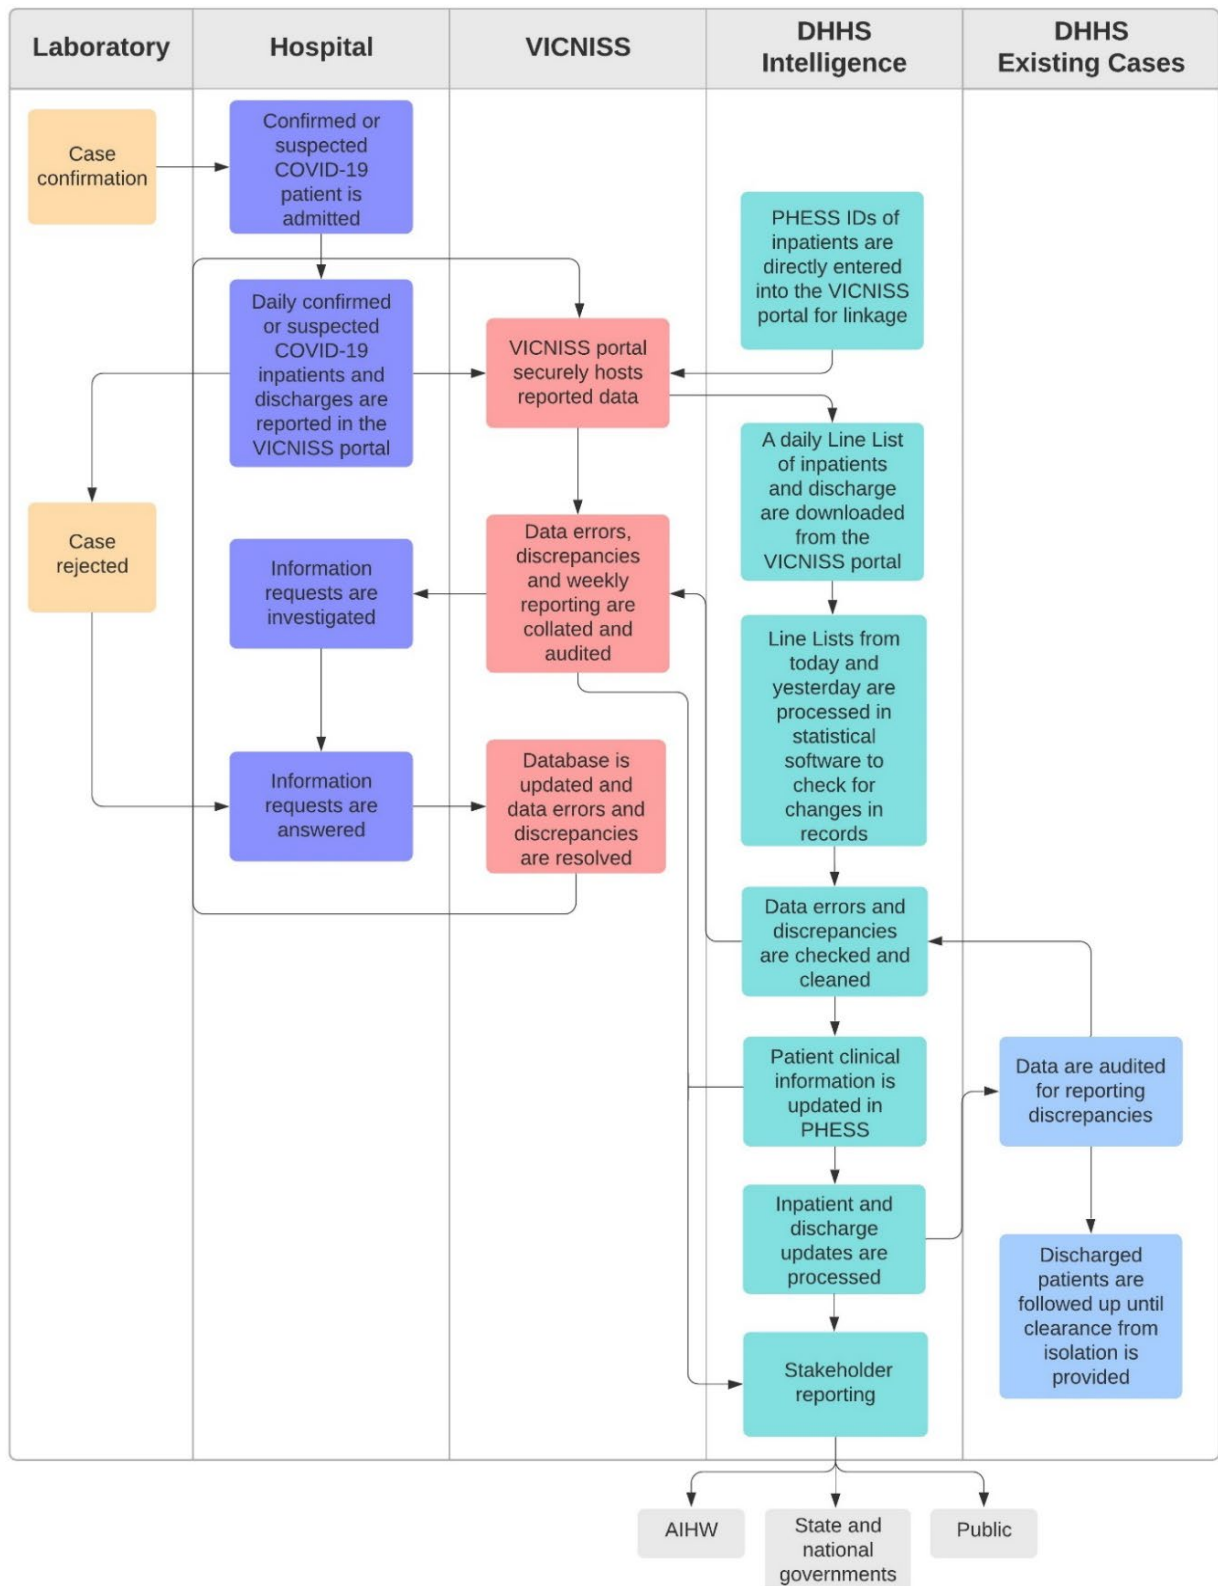 Laboratory
Hospital
VICNISS
DHHS
Intelligence
DHHS
Existing Cases
Case
confirmation
Confirmed or
suspected
COVID-19
patient is
admitted
PHESS IDs of
inpatients are
directly entered
into the VICNISS
portal for linkage
Daily confirmed
or suspected
COVID-19
inpatients and
discharges are
reported in the
VICNISS portal
VICNISS portal
securely hosts
reported data
A daily Line List
of inpatients
and discharge
are downloaded
from the
VICNISS portal
Case
rejected
Information
requests are
investigated
Data errors,
discrepancies
and weekly
reporting are
collated and
audited
Line Lists from
today and
yesterday are
processed in
statistical
software to
check for
changes in
records
Information
requests are
answered
Database is
updated and
data errors and
discrepancies
are resolved
Data errors and
discrepancies
are checked and
cleaned
Patient clinical
information is
updated in
PHESS
Data are audited
for reporting
discrepancies
Inpatient and
discharge
updates are
processed
Discharged
patients are
followed up until
clearance from
isolation is
provided
Stakeholder
reporting
AIHW
State and
national
governments
Public